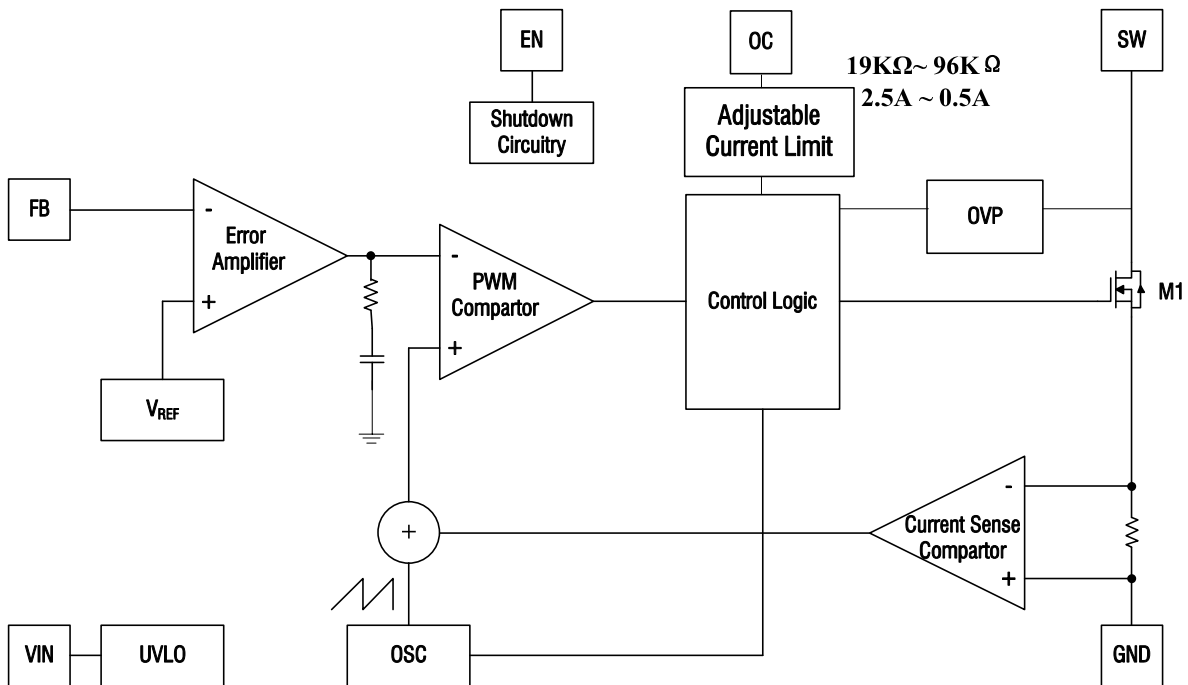 EN
OC
SW
19KΩ~ 96K Ω
2.5A ~ 0.5A
Shutdown
Circuitry
Adjustable
Current Limit
FB
-
Error
Amplifier
+
OVP
-
PWM
Compartor
+
Control Logic
M1
VREF
-
Current Sense
Compartor
+
+
VIN
UVLO
OSC
GND